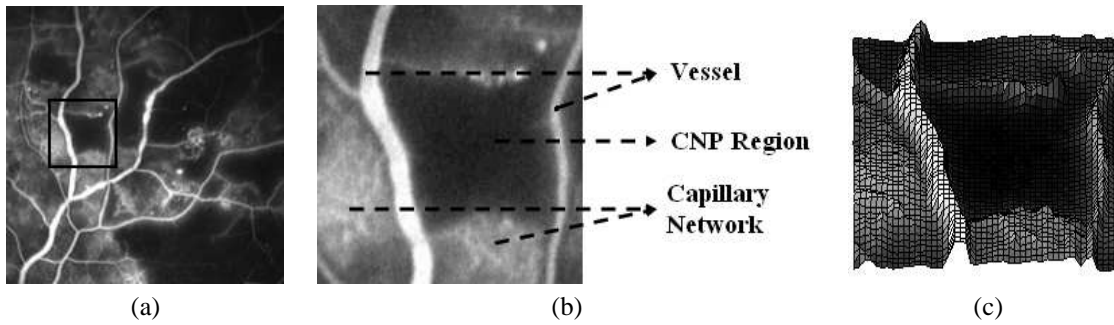 Vessel
CNP Region
Capillary
Network
(a)
(b)
(c)